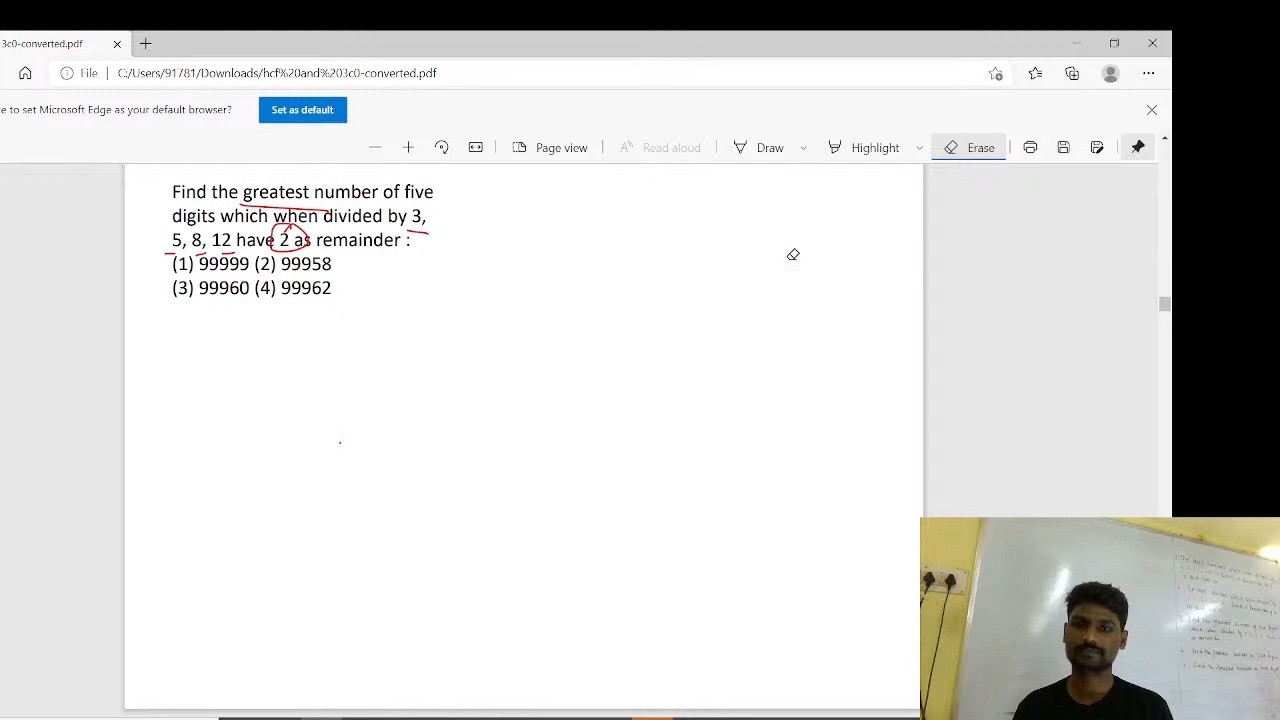 3c0-converted.pdf
File C:/Users/91781/Downloads/hcf%20and%203c0-converted.pdf
e to set Microsoft Edge as your default browser? Set as default
Page view Read aloud Draw Highlight Erase
Find the greatest number of five
digits which when divided by 3,
5, 8, 12 have 2 as remainder :
(1) 99999 (2) 99958
(3) 99960 (4) 99962